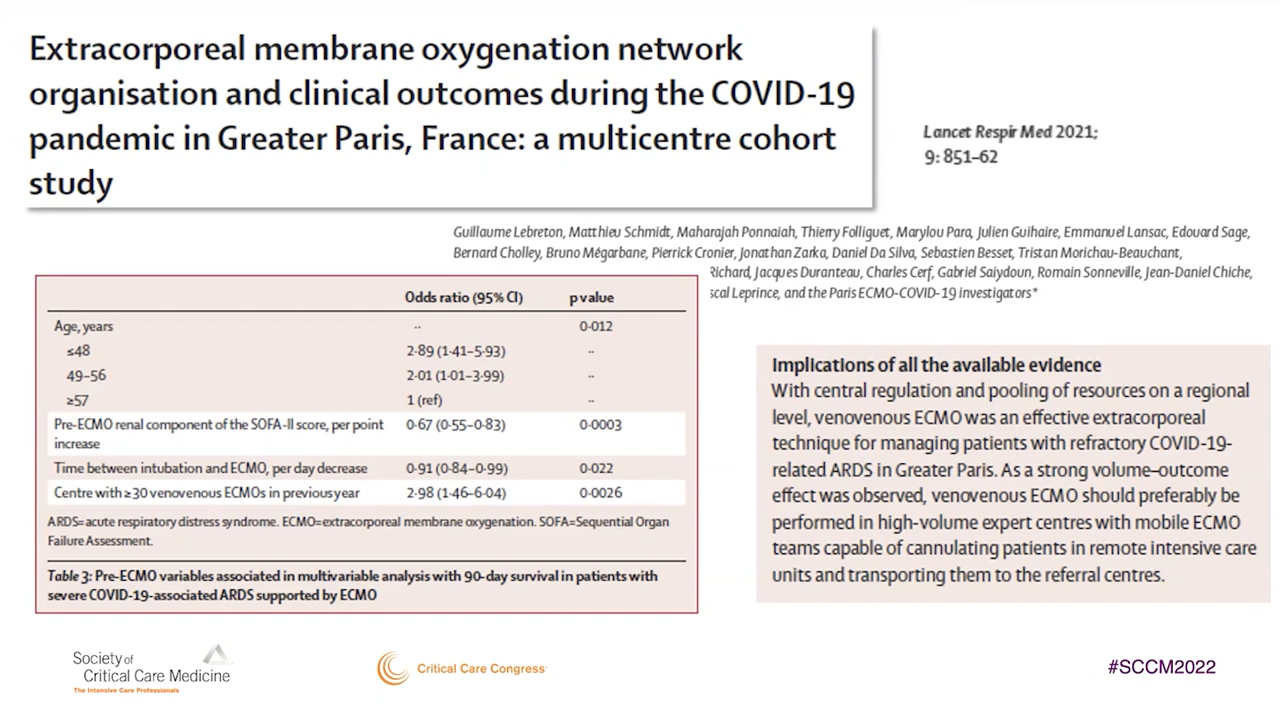 Extracorporeal membrane oxygenation network
organisation and clinical outcomes during the COVID-19
pandemic in Greater Paris, France: a multicentre cohort
study
Lancet Respir Med 2021;
9: 851–62
Guillaume Lebreton, Matthieu Schmidt, Maharajah Ponnaiah, Thierry Folliguet, Marylou Para, Julien Guihaire, Emmanuel Lansac, Edouard Sage,
Bernard Cholley, Bruno Mégarbane, Pierrick Cronier, Jonathan Zarka, Daniel Da Silva, Sebastien Besset, Tristan Morichau-Beauchant,
Richard, Jacques Duranteau, Charles Cerf, Gabriel Saiydoun, Romain Sonneville, Jean-Daniel Chiche,
Leprince, and the Paris ECMO-COVID-19 investigators*
Odds ratio (95% CI) p value
Age, years ·· 0·012
≤48 2·89 (1·41–5·93) ··
49–56 2·01 (1·01–3·99) ··
≥57 1 (ref) ··
Pre-ECMO renal component of the SOFA-II score, per point 0·67 (0·55–0·83) 0·0003
increase
Time between intubation and ECMO, per day decrease 0·91 (0·84–0·99) 0·022
Centre with ≥30 venovenous ECMOs in previous year 2·98 (1·46–6·04) 0·0026
ARDS=acute respiratory distress syndrome. ECMO=extracorporeal membrane oxygenation. SOFA=Sequential Organ
Failure Assessment.
Table 3: Pre-ECMO variables associated in multivariable analysis with 90-day survival in patients with
severe COVID-19-associated ARDS supported by ECMO
Implications of all the available evidence
With central regulation and pooling of resources on a regional
level, venovenous ECMO was an effective extracorporeal
technique for managing patients with refractory COVID-19-
related ARDS in Greater Paris. As a strong volume–outcome
effect was observed, venovenous ECMO should preferably be
performed in high-volume expert centres with mobile ECMO
teams capable of cannulating patients in remote intensive care
units and transporting them to the referral centres.
Society of
Critical Care Medicine
The Intensive Care Professionals
Critical Care Congress
#SCCM2022